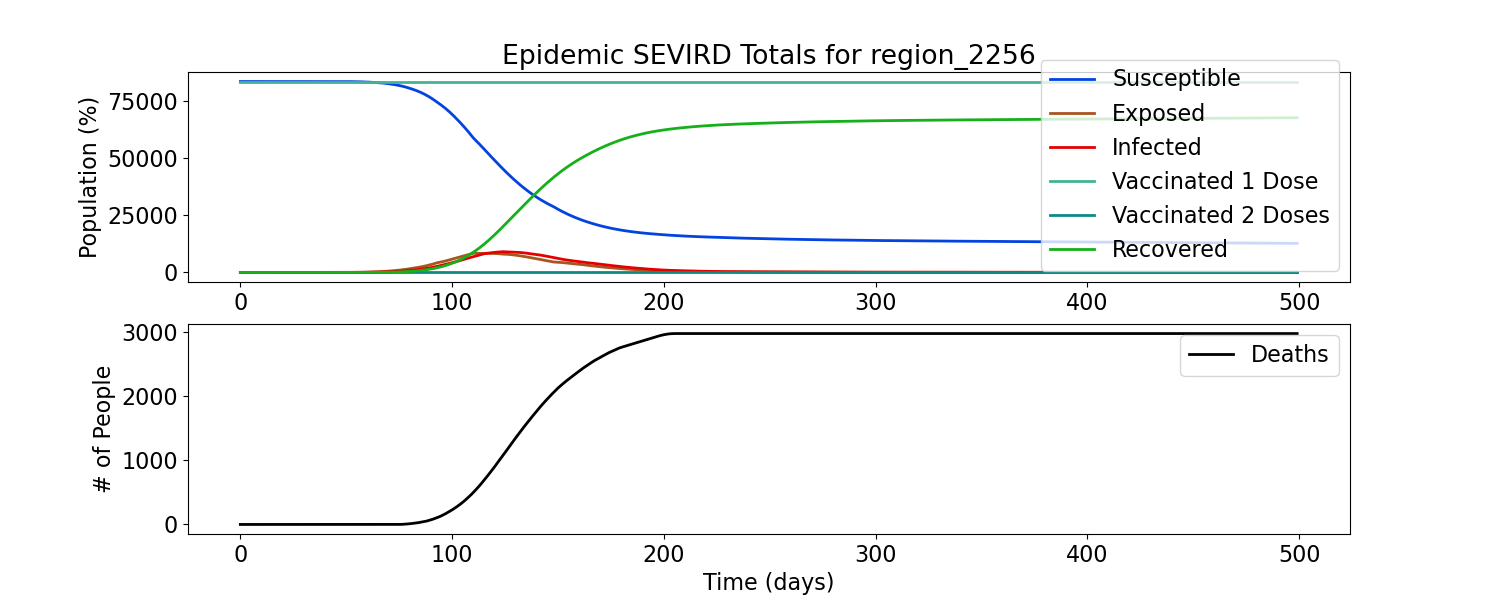 Epidemic SEVIRD Totals for region_2256
Population (%)
75000
50000
25000
0
0 100 200 300 400 500
Susceptible
Exposed
Infected
Vaccinated 1 Dose
Vaccinated 2 Doses
Recovered
# of People
3000
2000
1000
0
0 100 200 300 400 500
Deaths
Time (days)